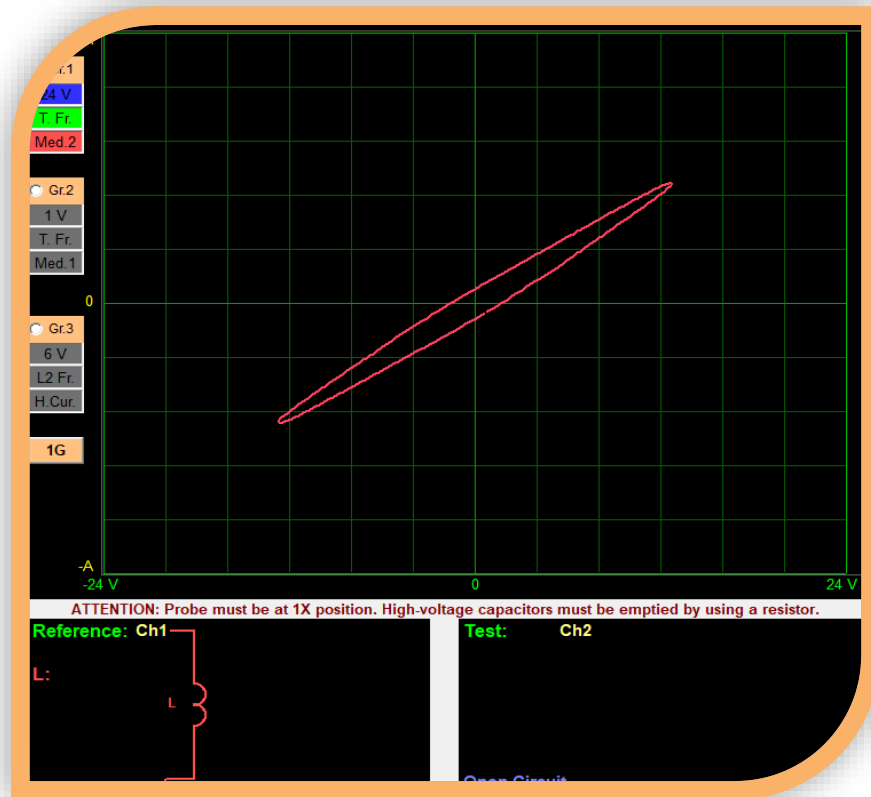 24 V
T. Fr.
Med.2
Gr.2
1 V
T. Fr.
Med.1
0
Gr.3
6 V
L2 Fr.
H.Cur.
1G
-A
-24 V 0 24 V
ATTENTION: Probe must be at 1X position. High-voltage capacitors must be emptied by using a resistor.
Reference: Ch1
Test: Ch2
L:
L